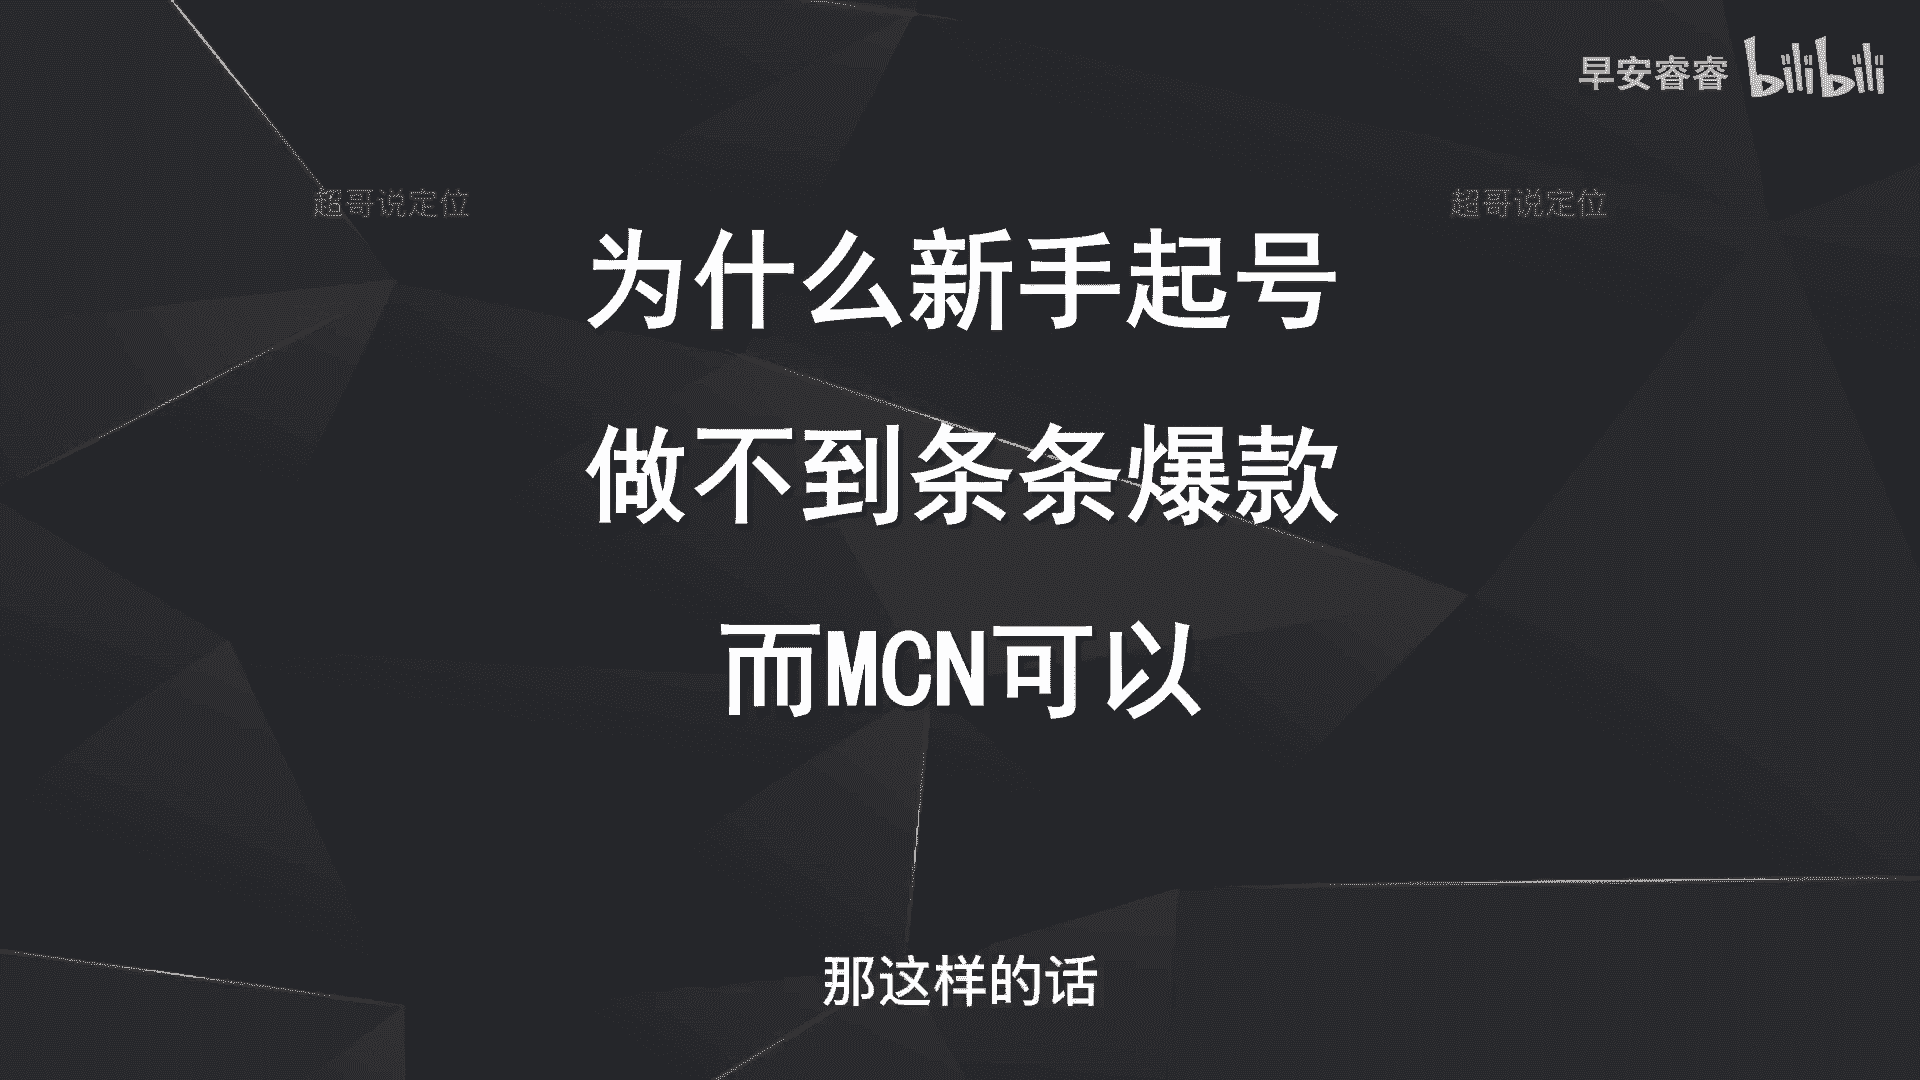 早安睿睿 bilibili
超哥说定位 超哥说定位
为什么新手起号
做不到条条爆款
而MCN可以
那这样的话